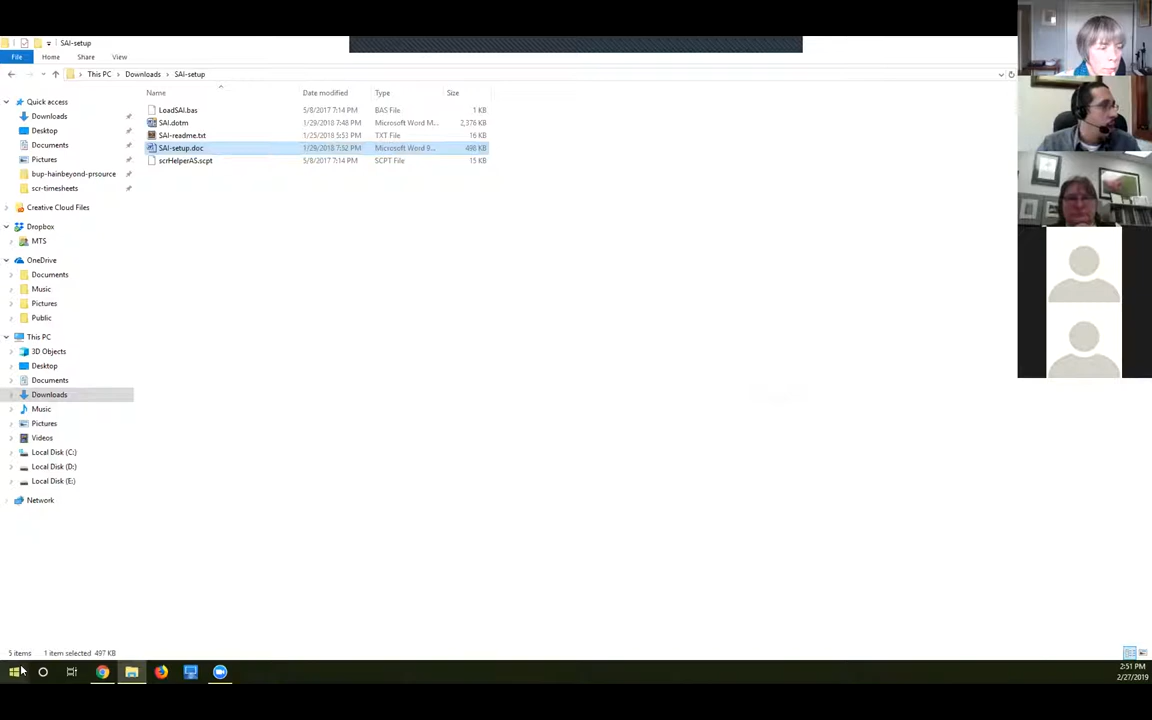 SAI-setup
File Home Share View
This PC Downloads SAI-setup
Name Date modified Type Size
Quick access
Downloads
Desktop
Documents
Pictures
bup-hainbeyond-prsource
scr-timesheets
Creative Cloud Files
Dropbox
MTS
OneDrive
Documents
Music
Pictures
Public
This PC
3D Objects
Desktop
Documents
Downloads
Music
Pictures
Videos
Local Disk (C:)
Local Disk (D:)
Local Disk (E:)
Network
LoadSAI.bas 5/8/2017 7:14 PM BAS File 1 KB
SAI.dotm 1/29/2018 7:48 PM Microsoft Word M... 2,376 KB
SAI-readme.txt 1/25/2018 5:53 PM TXT File 16 KB
SAI-setup.doc 1/29/2018 7:52 PM Microsoft Word 9... 498 KB
scrHelperAS.scpt 5/8/2017 7:14 PM SCPT File 15 KB
5 items 1 item selected 497 KB
2:51 PM
2/27/2019